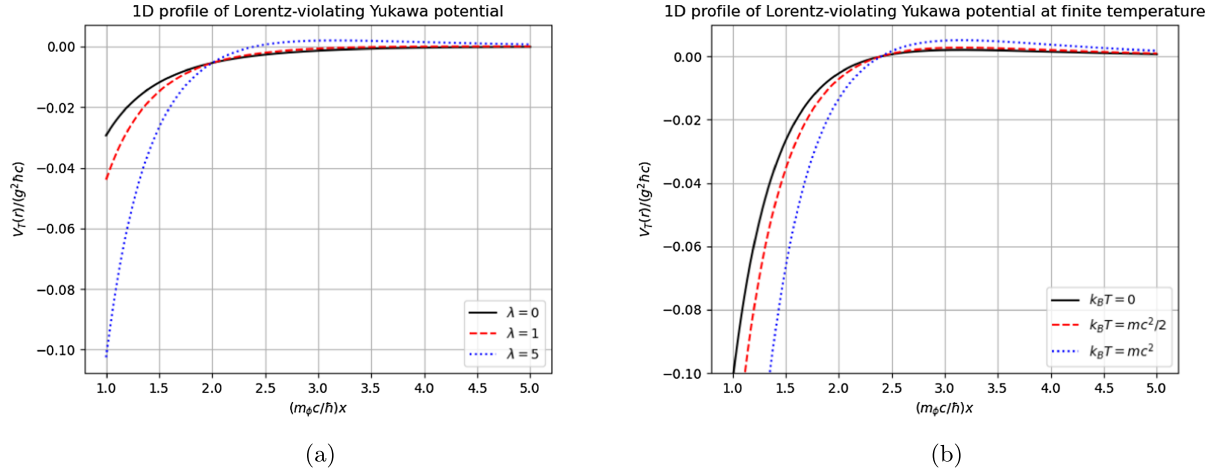 1D profile of Lorentz-violating Yukawa potential
0.00
−0.02
−0.04
−0.06
−0.08
−0.10
V_T(r)/(g²ħc)
λ = 0
λ = 1
λ = 5
1.0 1.5 2.0 2.5 3.0 3.5 4.0 4.5 5.0
(m_ϕc/ħ)x
(a)
1D profile of Lorentz-violating Yukawa potential at finite temperature
0.00
−0.02
−0.04
−0.06
−0.08
−0.10
V_T(r)/(g²ħc)
k_BT = 0
k_BT = mc²/2
k_BT = mc²
1.0 1.5 2.0 2.5 3.0 3.5 4.0 4.5 5.0
(m_ϕc/ħ)x
(b)